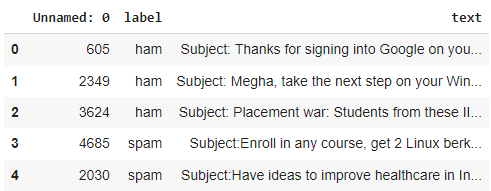 Unnamed: 0 label text
0 605 ham Subject: Thanks for signing into Google on you...
1 2349 ham Subject: Megha, take the next step on your Win...
2 3624 ham Subject: Placement war: Students from these II...
3 4685 spam Subject:Enroll in any course, get 2 Linux berk...
4 2030 spam Subject:Have ideas to improve healthcare in In...